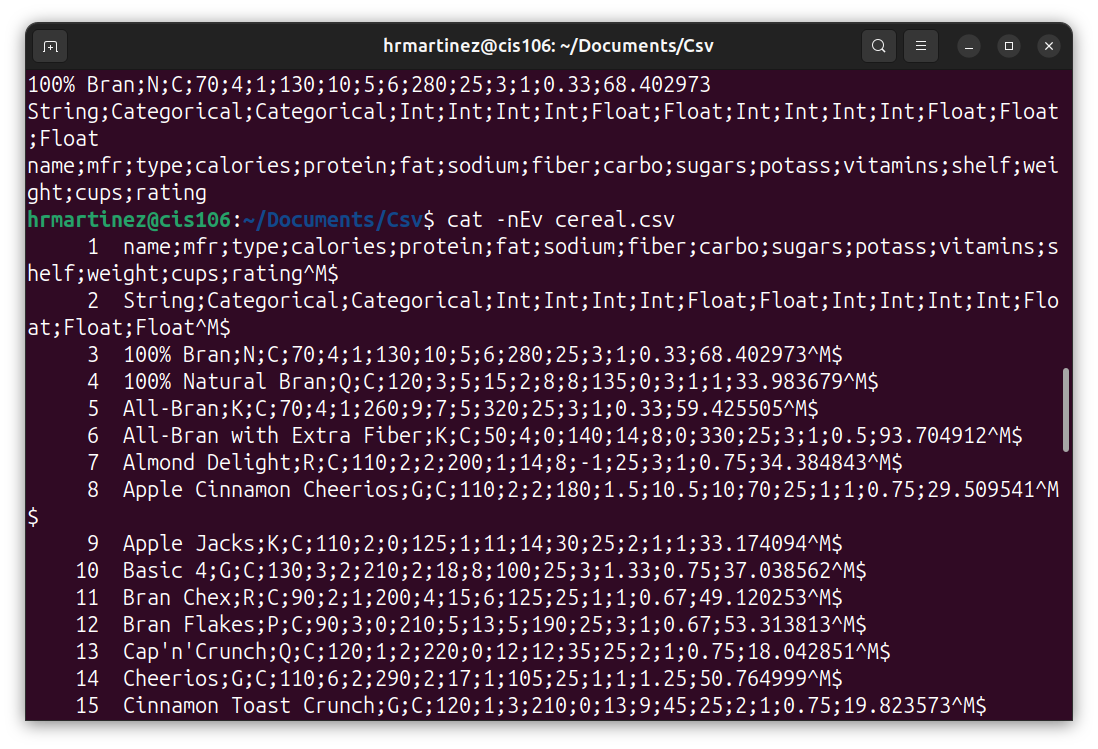 hrmartinez@cis106: ~/Documents/Csv
100% Bran;N;C;70;4;1;130;10;5;6;280;25;3;1;0.33;68.402973
String;Categorical;Categorical;Int;Int;Int;Int;Float;Float;Int;Int;Int;Int;Float;Float
;Float
name;mfr;type;calories;protein;fat;sodium;fiber;carbo;sugars;potass;vitamins;shelf;wei
ght;cups;rating
hrmartinez@cis106:~/Documents/Csv$ cat -nEv cereal.csv
     1  name;mfr;type;calories;protein;fat;sodium;fiber;carbo;sugars;potass;vitamins;s
helf;weight;cups;rating^M$
     2  String;Categorical;Categorical;Int;Int;Int;Int;Float;Float;Int;Int;Int;Int;Flo
at;Float;Float^M$
     3  100% Bran;N;C;70;4;1;130;10;5;6;280;25;3;1;0.33;68.402973^M$
     4  100% Natural Bran;Q;C;120;3;5;15;2;8;8;135;0;3;1;1;33.983679^M$
     5  All-Bran;K;C;70;4;1;260;9;7;5;320;25;3;1;0.33;59.425505^M$
     6  All-Bran with Extra Fiber;K;C;50;4;0;140;14;8;0;330;25;3;1;0.5;93.704912^M$
     7  Almond Delight;R;C;110;2;2;200;1;14;8;-1;25;3;1;0.75;34.384843^M$
     8  Apple Cinnamon Cheerios;G;C;110;2;2;180;1.5;10.5;10;70;25;1;1;0.75;29.509541^M
$
     9  Apple Jacks;K;C;110;2;0;125;1;11;14;30;25;2;1;1;33.174094^M$
    10  Basic 4;G;C;130;3;2;210;2;18;8;100;25;3;1.33;0.75;37.038562^M$
    11  Bran Chex;R;C;90;2;1;200;4;15;6;125;25;1;1;0.67;49.120253^M$
    12  Bran Flakes;P;C;90;3;0;210;5;13;5;190;25;3;1;0.67;53.313813^M$
    13  Cap'n'Crunch;Q;C;120;1;2;220;0;12;12;35;25;2;1;0.75;18.042851^M$
    14  Cheerios;G;C;110;6;2;290;2;17;1;105;25;1;1;1.25;50.764999^M$
    15  Cinnamon Toast Crunch;G;C;120;1;3;210;0;13;9;45;25;2;1;0.75;19.823573^M$